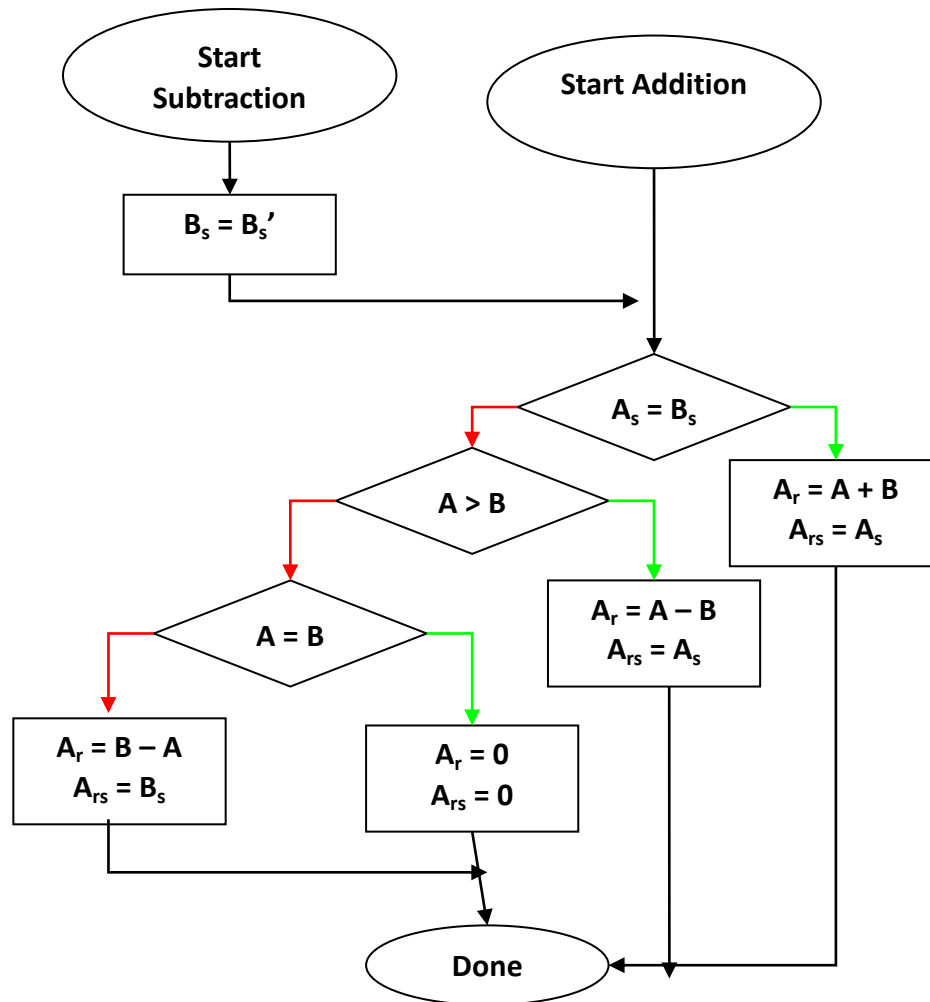 Start
Subtraction
Start Addition
Bₛ = Bₛ’
Aₛ = Bₛ
A > B
Aᵣ = A + B
Aᵣₛ = Aₛ
A = B
Aᵣ = A – B
Aᵣₛ = Aₛ
Aᵣ = B – A
Aᵣₛ = Bₛ
Aᵣ = 0
Aᵣₛ = 0
Done